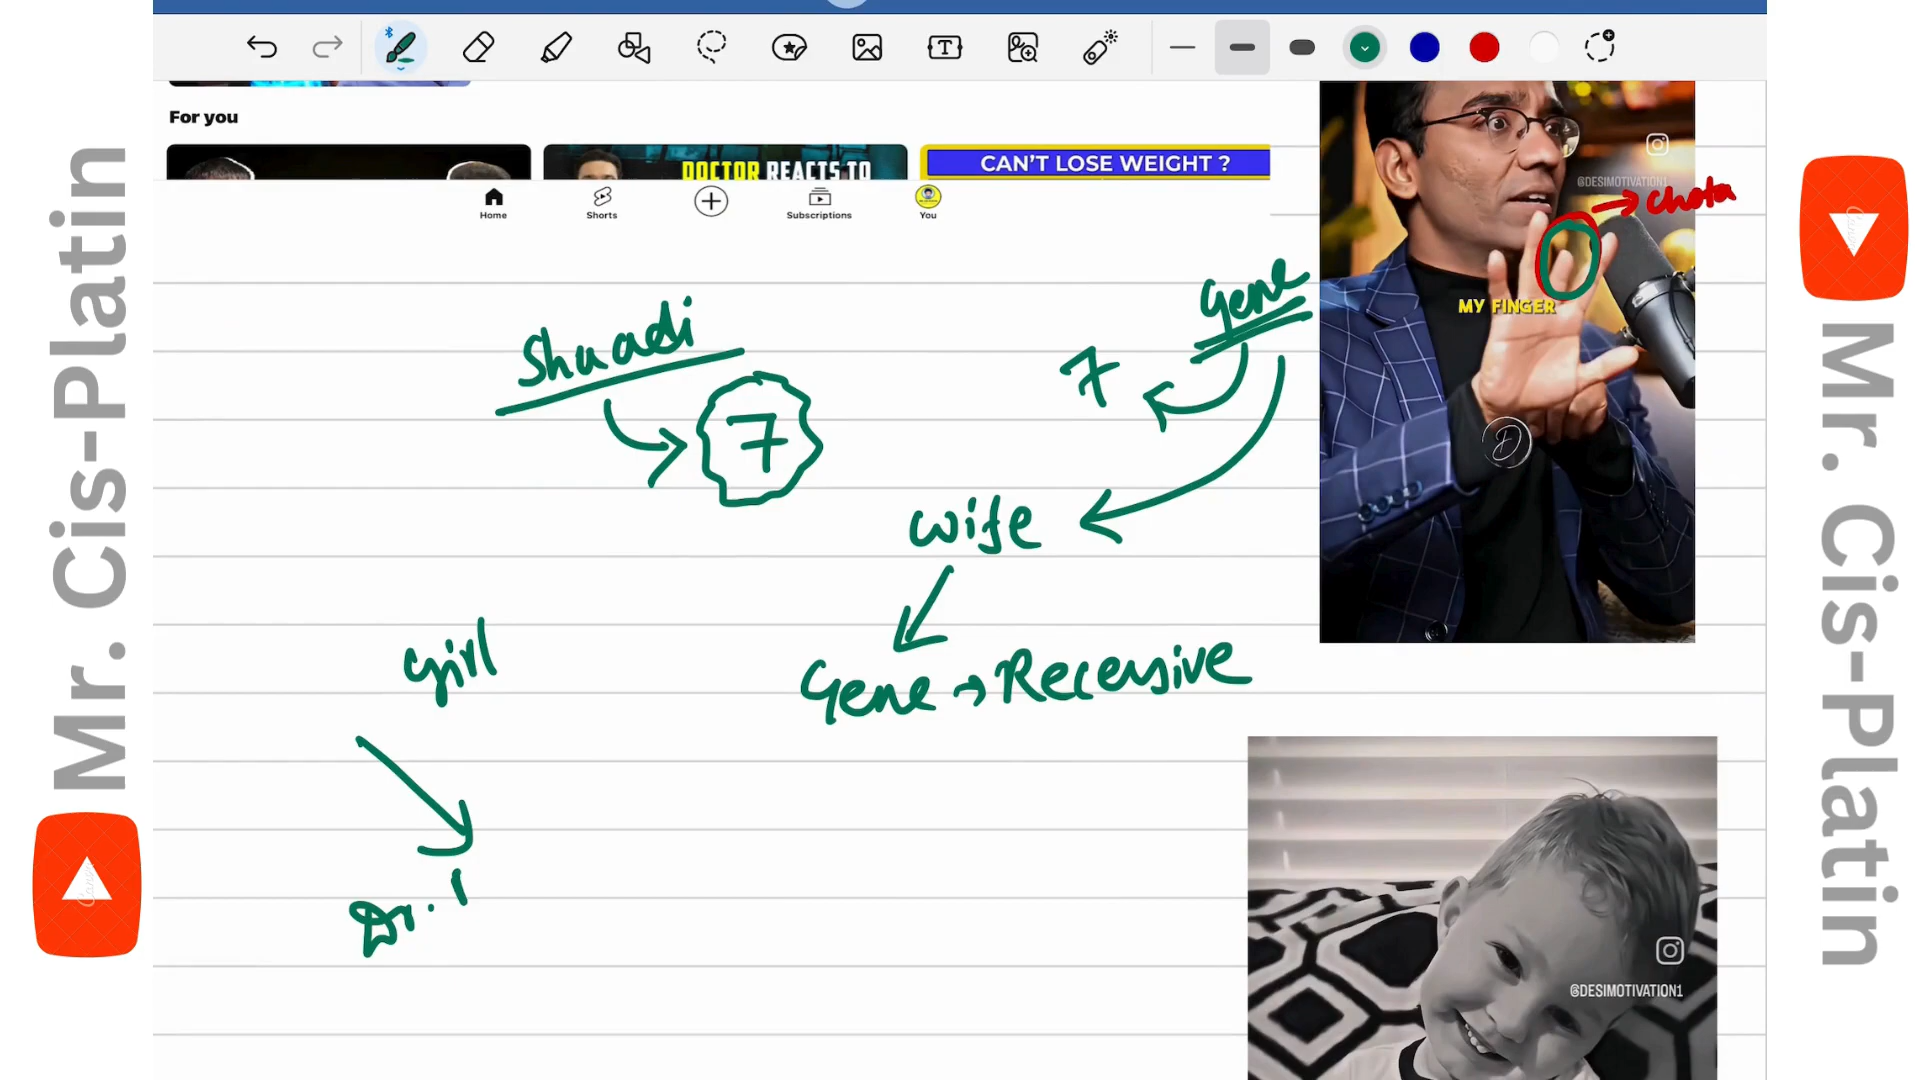 For you
DOCTOR REACTS TO
CAN'T LOSE WEIGHT ?
Home
Shorts
Subscriptions
You
@DESIMOTIVATION1
chota
MY FINGER
Gene
Shaadi
7
7
wife
Girl
Gene → Recessive
Dr.
@DESIMOTIVATION1
Mr. Cis-Platin
Mr. Cis-Platin